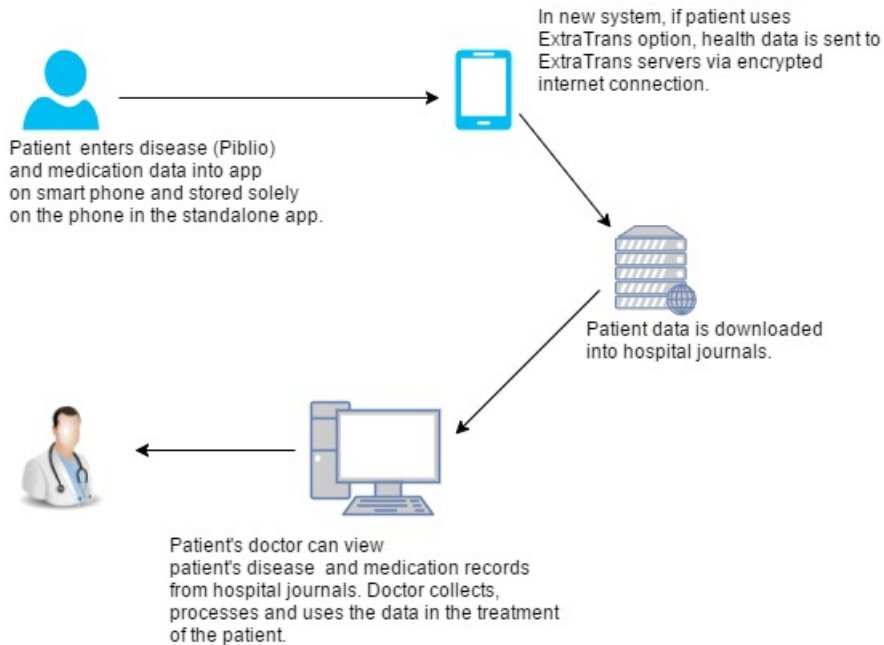 In new system, if patient uses
ExtraTrans option, health data is sent to
ExtraTrans servers via encrypted
internet connection.
Patient enters disease (Piblio)
and medication data into app
on smart phone and stored solely
on the phone in the standalone app.
Patient data is downloaded
into hospital journals.
Patient's doctor can view
patient's disease and medication records
from hospital journals. Doctor collects,
processes and uses the data in the treatment
of the patient.